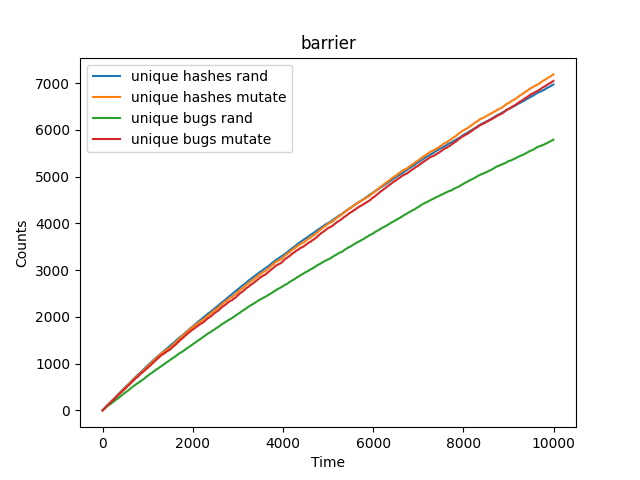 barrier
unique hashes rand
unique hashes mutate
unique bugs rand
unique bugs mutate
7000
6000
5000
4000
3000
2000
1000
0
Counts
0 2000 4000 6000 8000 10000
Time